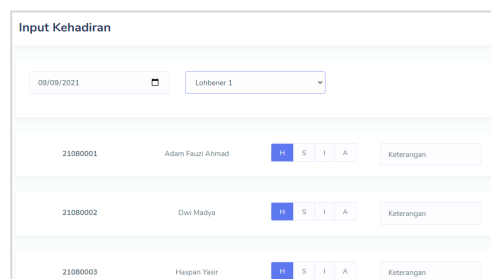 Input Kehadiran
09/09/2021 Lohbener 1
21080001 Adam Fauzi Ahmad H S I A Keterangan
21080002 Dwi Madya H S I A Keterangan
21080003 Haspan Yasir H S I A Keterangan